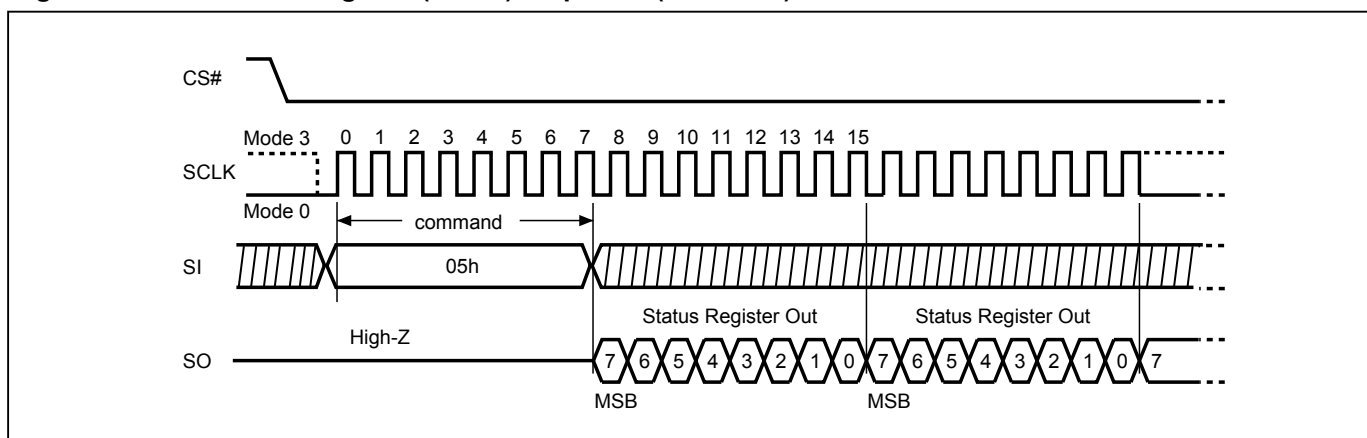 CS#
Mode 3 0 1 2 3 4 5 6 7 8 9 10 11 12 13 14 15
SCLK
Mode 0
command
SI 05h
Status Register Out Status Register Out
High-Z
SO 7 6 5 4 3 2 1 0 7 6 5 4 3 2 1 0 7
MSB MSB